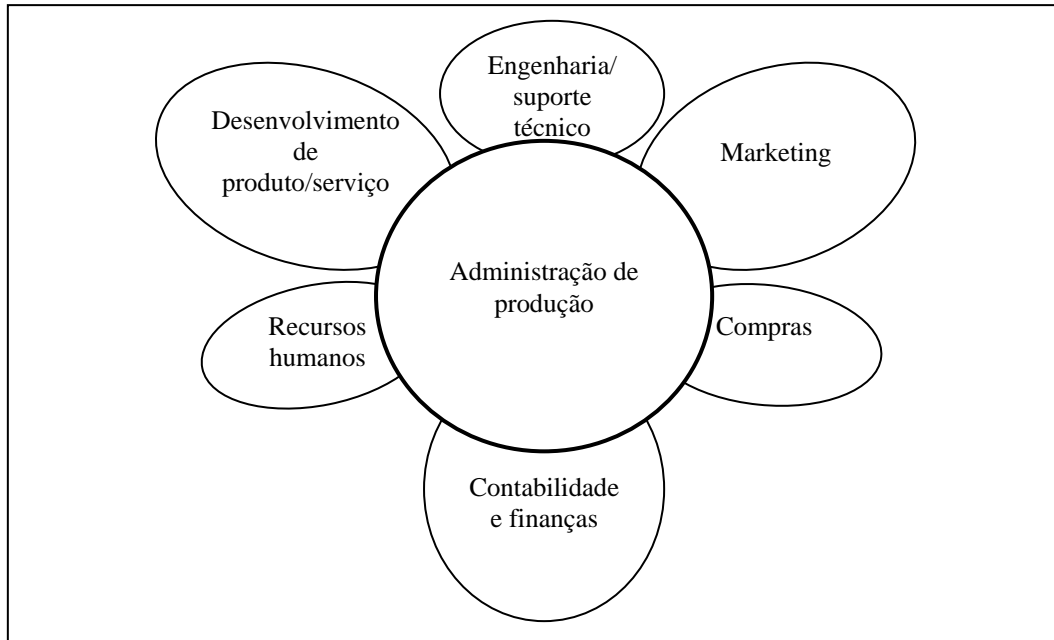 Engenharia/
suporte
técnico
Desenvolvimento
de
produto/serviço
Marketing
Administração de
produção
Recursos
humanos
Compras
Contabilidade
e finanças